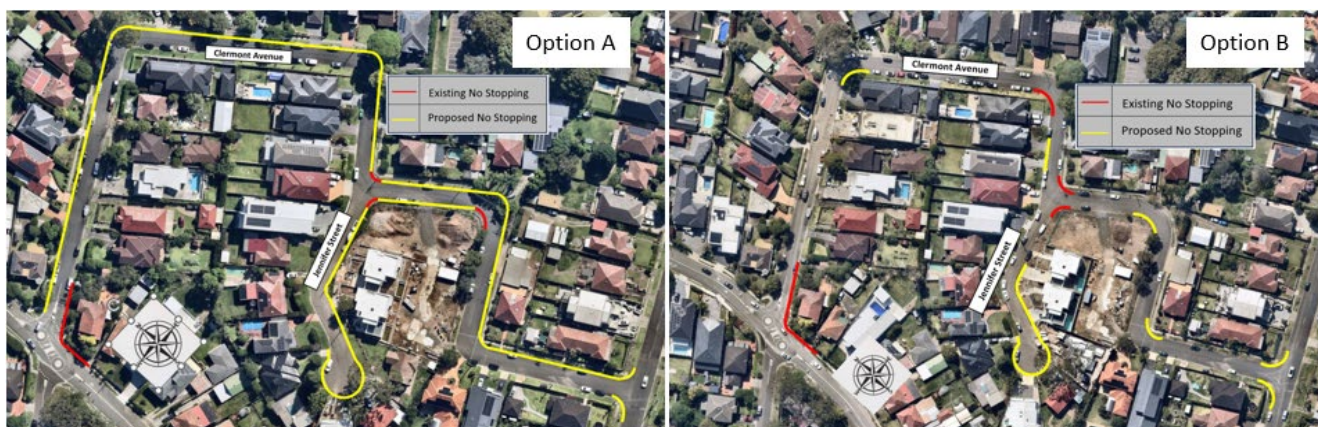 Option A
Clermont Avenue
Existing No Stopping
Proposed No Stopping
Jennifer Street
Option B
Clermont Avenue
Existing No Stopping
Proposed No Stopping
Jennifer Street